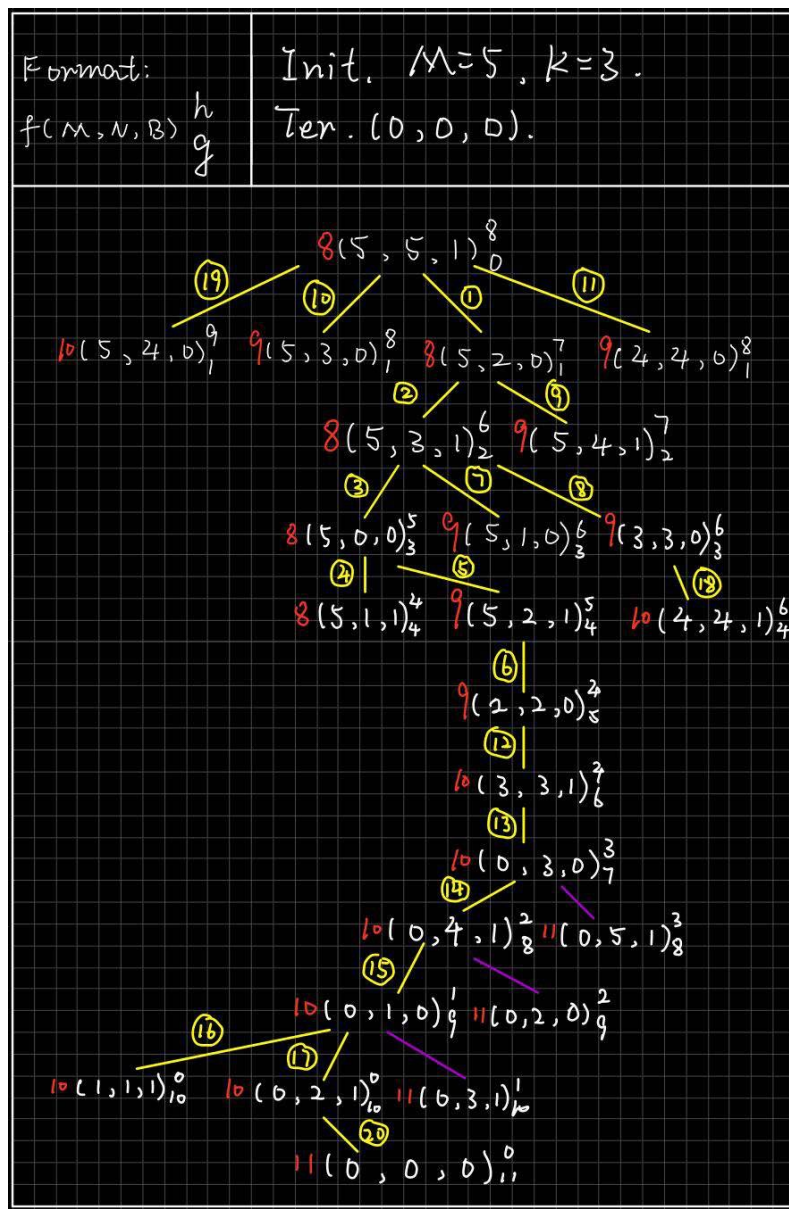 Format:
f(M,N,B) h g
Init. M=5, K=3.
Ter. (0,0,0).
8(5,5,1) 8 0
⑲ ⑩ ① ⑪
10(5,4,0) 9 1 9(5,3,0) 8 1 8(5,2,0) 7 1 9(4,4,0) 8 1
② ⑨
8(5,3,1) 6 2 9(5,4,1) 7 2
③ ⑦ ⑧
8(5,0,0) 5 3 9(5,1,0) 6 3 9(3,3,0) 6 3
④ ⑤ ⑱
8(5,1,1) 4 4 9(5,2,1) 5 4 10(4,4,1) 6 4
⑥
9(2,2,0) 4 5
⑫
10(3,3,1) 4 6
⑬
10(0,3,0) 3 7
⑭
10(0,4,1) 2 8 11(0,5,1) 3 8
⑮
10(0,1,0) 1 9 11(0,2,0) 2 9
⑯ ⑰
10(1,1,1) 0 10 10(0,2,1) 0 10 11(0,3,1) 1 10
⑳
11(0,0,0) 0 11